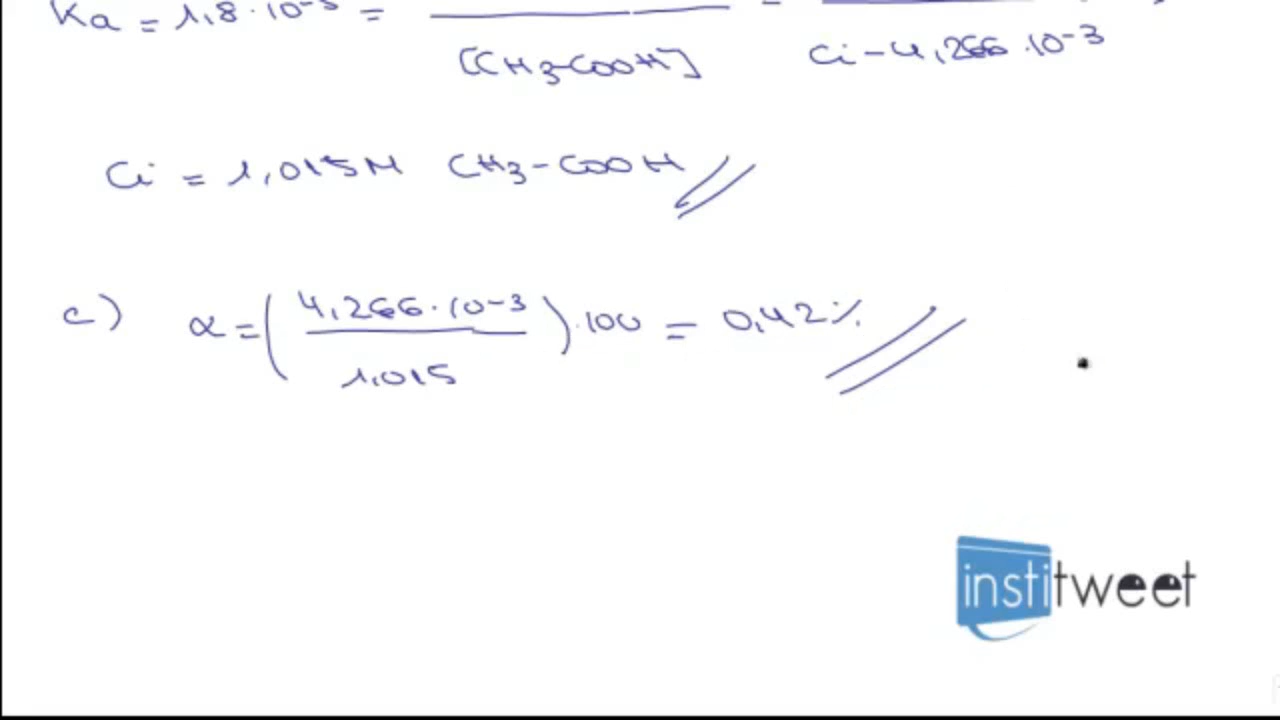 Ka = 1,8·10⁻⁵ = ――― = ―――
[CH3-COOH] Ci-4,266·10⁻³
Ci = 1,015M CH3-COOH
c) α = (4,266·10⁻³ / 1,015)·100 = 0,42%
institweet